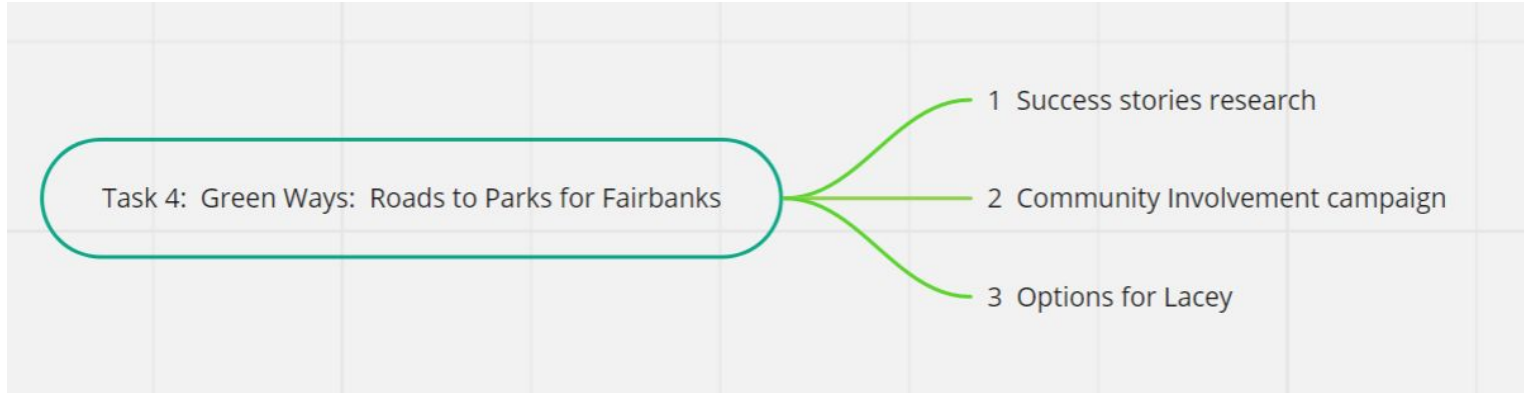 Task 4:  Green Ways:  Roads to Parks for Fairbanks
1  Success stories research
2  Community Involvement campaign
3  Options for Lacey